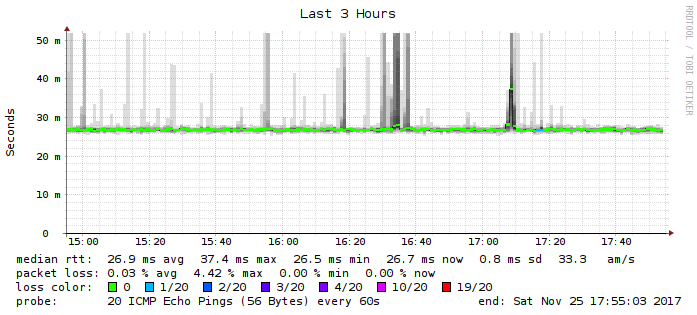 Last 3 Hours
RRDTOOL / TOBI OETIKER
Seconds
50 m
40 m
30 m
20 m
10 m
0
15:00 15:20 15:40 16:00 16:20 16:40 17:00 17:20 17:40
median rtt: 26.9 ms avg 37.4 ms max 26.5 ms min 26.7 ms now 0.8 ms sd 33.3 am/s
packet loss: 0.03 % avg 4.42 % max 0.00 % min 0.00 % now
loss color: 0 1/20 2/20 3/20 4/20 10/20 19/20
probe: 20 ICMP Echo Pings (56 Bytes) every 60s end: Sat Nov 25 17:55:03 2017